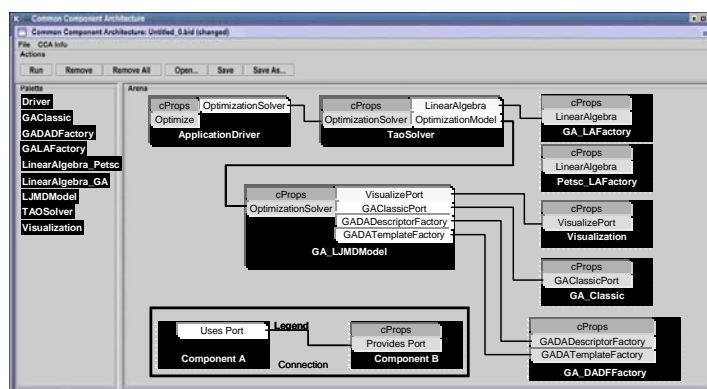 Common Component Architecture
Common Component Architecture: Untitled_0.bid (changed)
File CCA Info
Actions
Run Remove Remove All Open... Save Save As...
Palette
Driver
GAClassic
GADADFactory
GALAFactory
LinearAlgebra_Petsc
LinearAlgebra_GA
LJMDModel
TAOSolver
Visualization
Arena
cProps OptimizationSolver
Optimize
ApplicationDriver
cProps LinearAlgebra
OptimizationSolver OptimizationModel
TaoSolver
cProps
LinearAlgebra
GA_LAFactory
cProps
LinearAlgebra
Petsc_LAFactory
cProps VisualizePort
OptimizationSolver GAClassicPort
GADADescriptorFactory
GADATemplateFactory
GA_LJMDModel
cProps
VisualizePort
Visualization
cProps
GAClassicPort
GA_Classic
cProps
GADADescriptorFactory
GADATemplateFactory
GA_DADFFactory
Legend
Uses Port
Component A
Connection
cProps
Provides Port
Component B